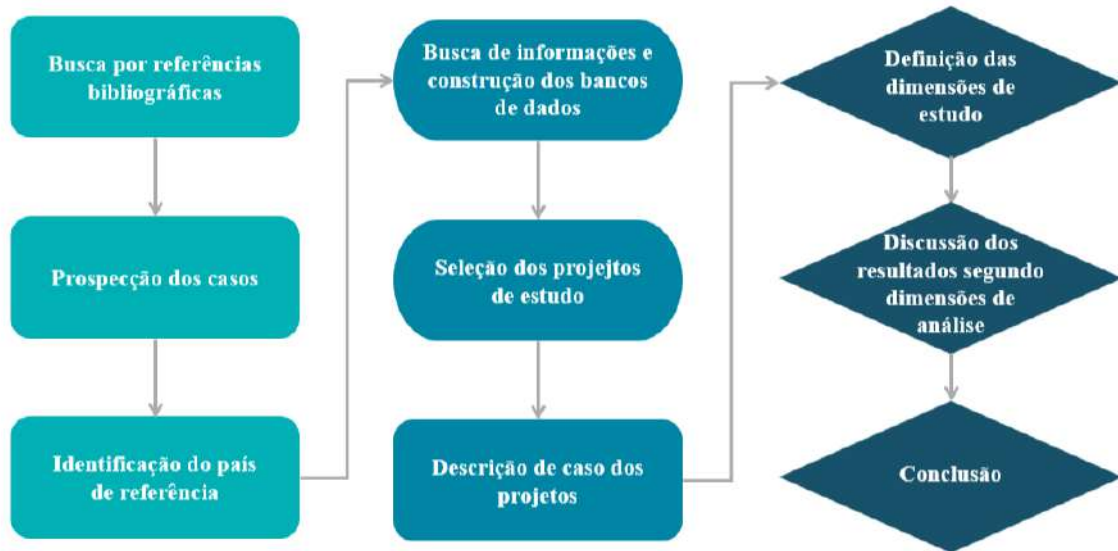 Busca por referências
bibliográficas
Prospecção dos casos
Identificação do país
de referência
Busca de informações e
construção dos bancos
de dados
Seleção dos projejtos
de estudo
Descrição de caso dos
projetos
Definição das
dimensões de
estudo
Discussão dos
resultados segundo
dimensões de
análise
Conclusão